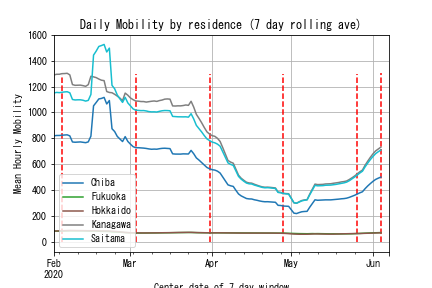 Daily Mobility by residence (7 day rolling ave)
Mean Hourly Mobility
1600
1400
1200
1000
800
600
400
200
0
Chiba
Fukuoka
Hokkaido
Kanagawa
Saitama
Feb
2020
Mar
Apr
May
Jun
Center date of 7 day window